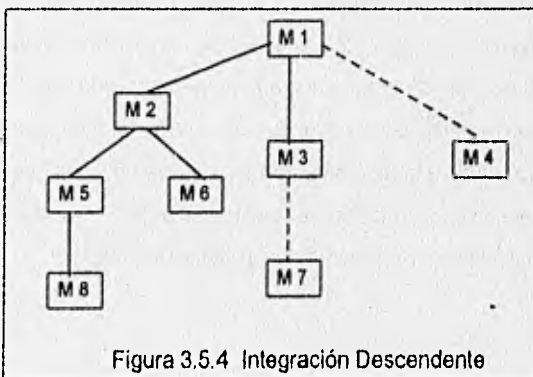 M 1
M 2
M 3
M 4
M 5
M 6
M 7
M 8
Figura 3.5.4 Integración Descendente